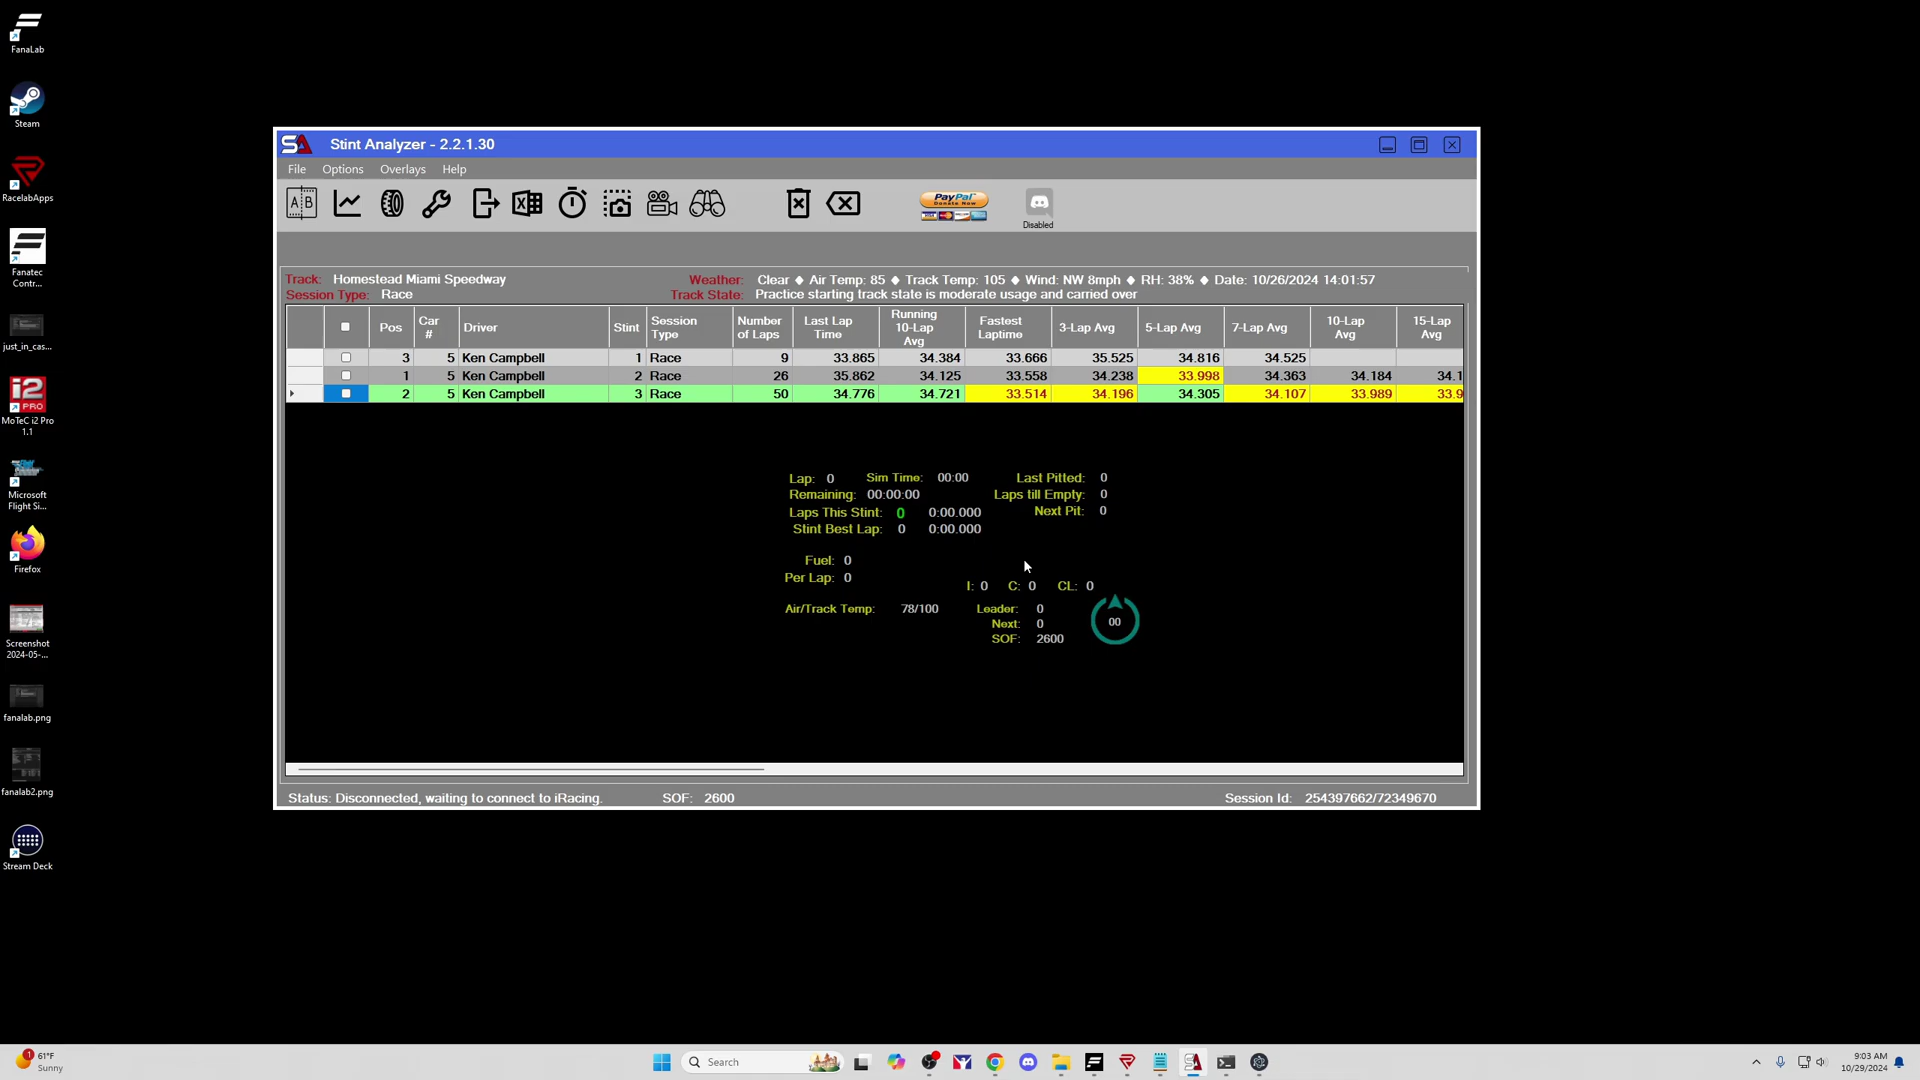 FanaLab
Steam
RacelabApps
Fanatec
Contr...
just_in_cas...
i2
PRO
MoTeC i2 Pro
1.1
Microsoft
Flight Si...
Firefox
Screenshot
2024-05-...
fanalab.png
fanalab2.png
Stream Deck
SA Stint Analyzer - 2.2.1.30
File Options Overlays Help
A B
PayPal
Donate Now
Disabled
Track: Homestead Miami Speedway
Weather: Clear ◆ Air Temp: 85 ◆ Track Temp: 105 ◆ Wind: NW 8mph ◆ RH: 38% ◆ Date: 10/26/2024 14:01:57
Session Type: Race
Track State: Practice starting track state is moderate usage and carried over
Pos Car # Driver Stint Session Type Number of Laps Last Lap Time Running 10-Lap Avg Fastest Laptime 3-Lap Avg 5-Lap Avg 7-Lap Avg 10-Lap Avg 15-Lap Avg
3 5 Ken Campbell 1 Race 9 33.865 34.384 33.666 35.525 34.816 34.525
1 5 Ken Campbell 2 Race 26 35.862 34.125 33.558 34.238 33.998 34.363 34.184 34.1
2 5 Ken Campbell 3 Race 50 34.776 34.721 33.514 34.196 34.305 34.107 33.989 33.9
Lap: 0 Sim Time: 00:00 Last Pitted: 0
Remaining: 00:00:00 Laps till Empty: 0
Laps This Stint: 0 0:00.000 Next Pit: 0
Stint Best Lap: 0 0:00.000
Fuel: 0
Per Lap: 0
I: 0 C: 0 CL: 0
Air/Track Temp: 78/100 Leader: 0
Next: 0
00
SOF: 2600
Status: Disconnected, waiting to connect to iRacing. SOF: 2600 Session Id: 254397662/72349670
1
61°F
Sunny
Search
9:03 AM
10/29/2024